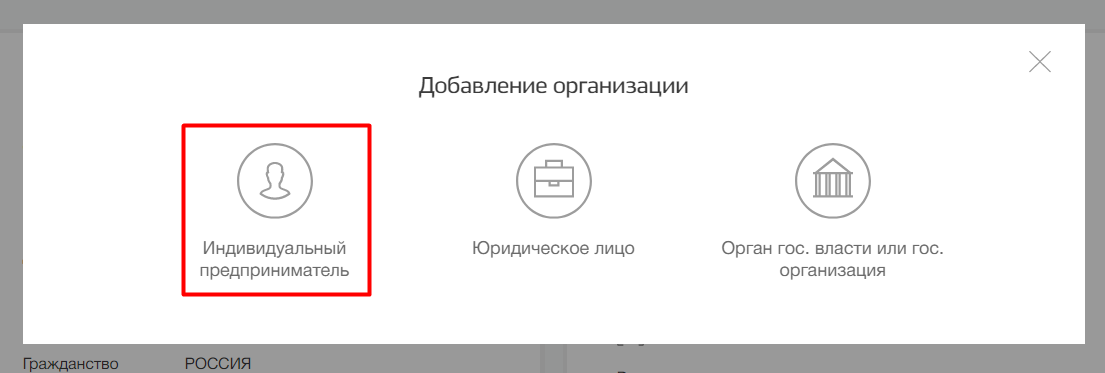 Добавление организации
Индивидуальный
предприниматель
Юридическое лицо
Орган гос. власти или гос.
организация
Гражданство
РОССИЯ